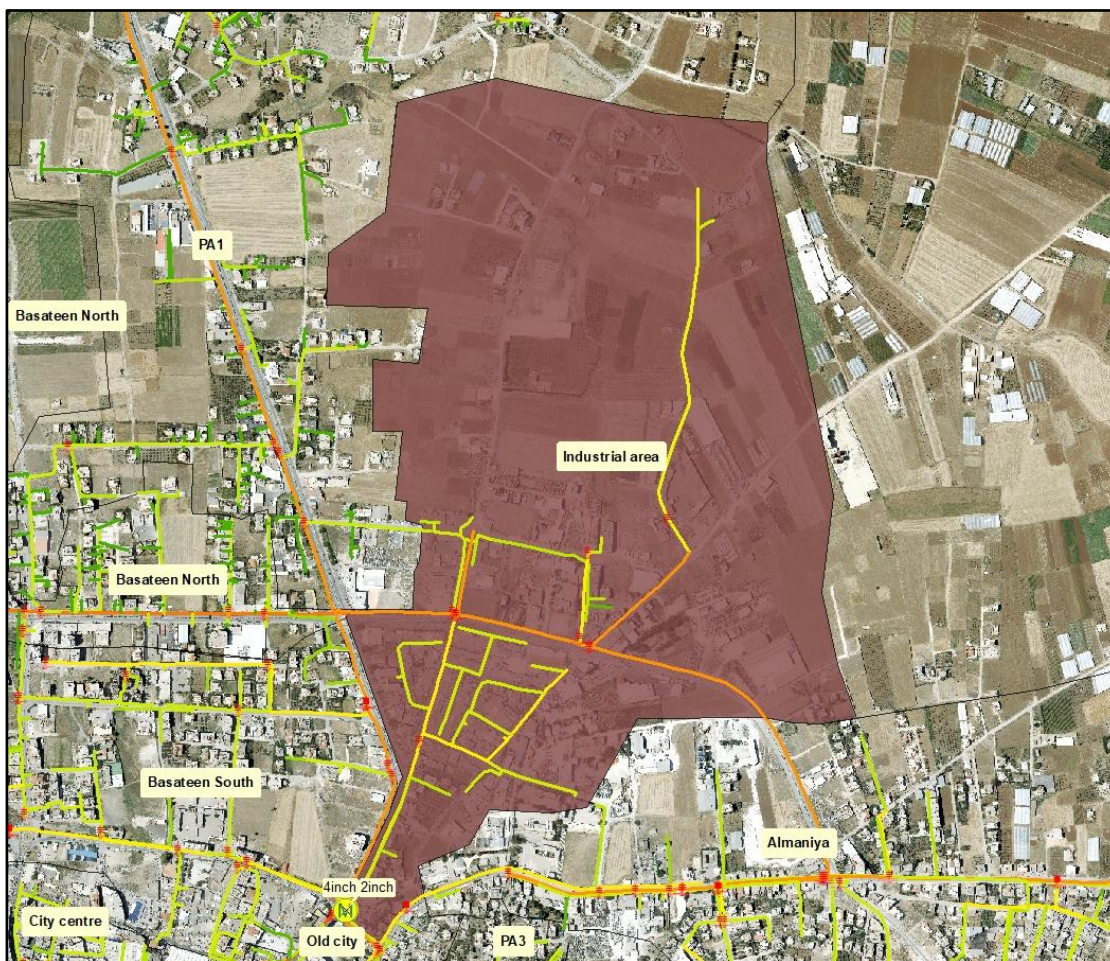 PA1
Basateen North
Industrial area
Basateen North
Basateen South
Almaniya
4inch 2inch
City centre
Old city
PA3